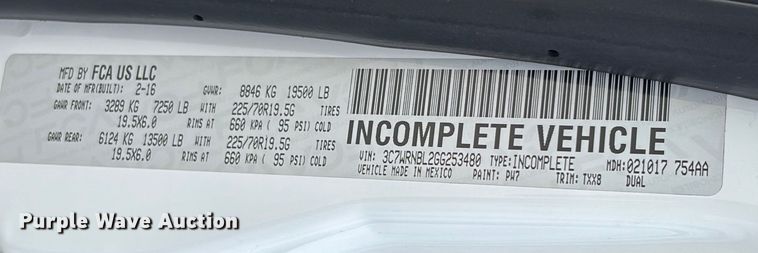 MFD BY FCA US LLC
DATE OF MFR(BUILT): 2-16 GVWR: 8846 KG 19500 LB
GAWR FRONT: 3289 KG 7250 LB WITH 225/70R19.5G TIRES
19.5X6.0 RIMS AT 660 KPA ( 95 PSI) COLD
GAWR REAR: 6124 KG 13500 LB WITH 225/70R19.5G TIRES
19.5X6.0 RIMS AT 660 KPA ( 95 PSI) COLD
INCOMPLETE VEHICLE
VIN: 3C7WRNBL2GG253480 TYPE:INCOMPLETE MDH:021017 754AA
VEHICLE MADE IN MEXICO PAINT: PW7 TRIM: TXX8 DUAL
Purple Wave Auction